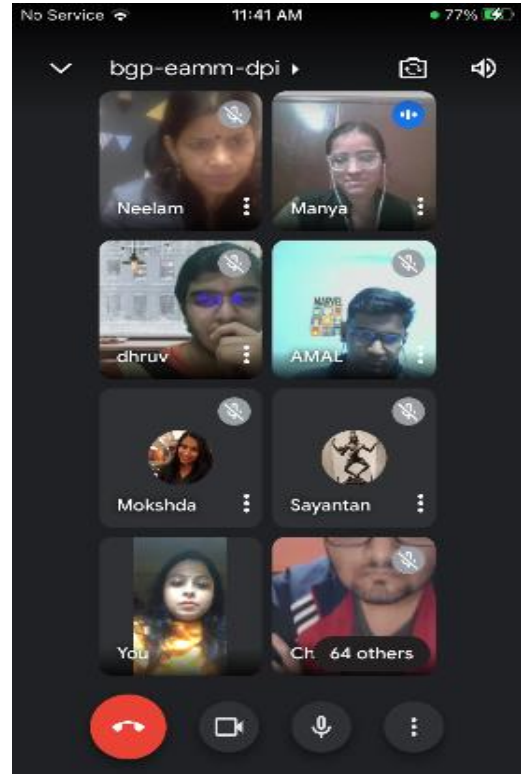 No Service 11:41 AM 77%
bgp-eamm-dpi
Neelam
Manya
MARVEL
dhruv
AMAL
Mokshda
Sayantan
You
Ch 64 others